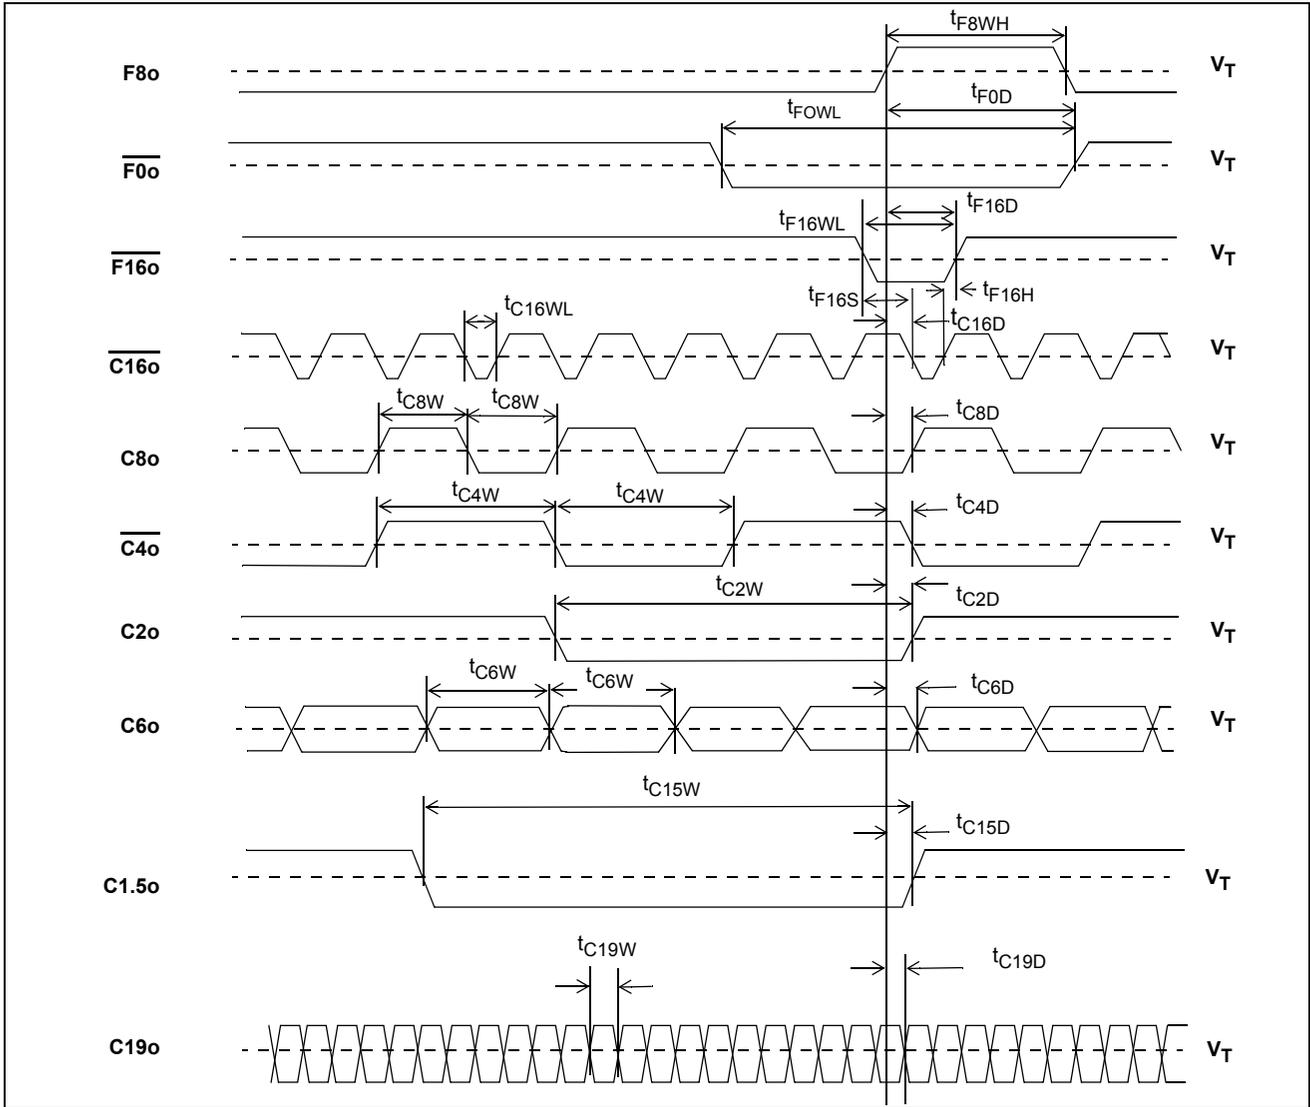 tF8WH
F8o
VT
tF0D
tFOWL
F0o
VT
tF16D
tF16WL
F16o
VT
tF16S
tF16H
tC16WL
tC16D
C16o
VT
tC8W
tC8W
tC8D
C8o
VT
tC4W
tC4W
tC4D
C4o
VT
tC2W
tC2D
C2o
VT
tC6W
tC6W
tC6D
C6o
VT
tC15W
tC15D
C1.5o
VT
tC19W
tC19D
C19o
VT